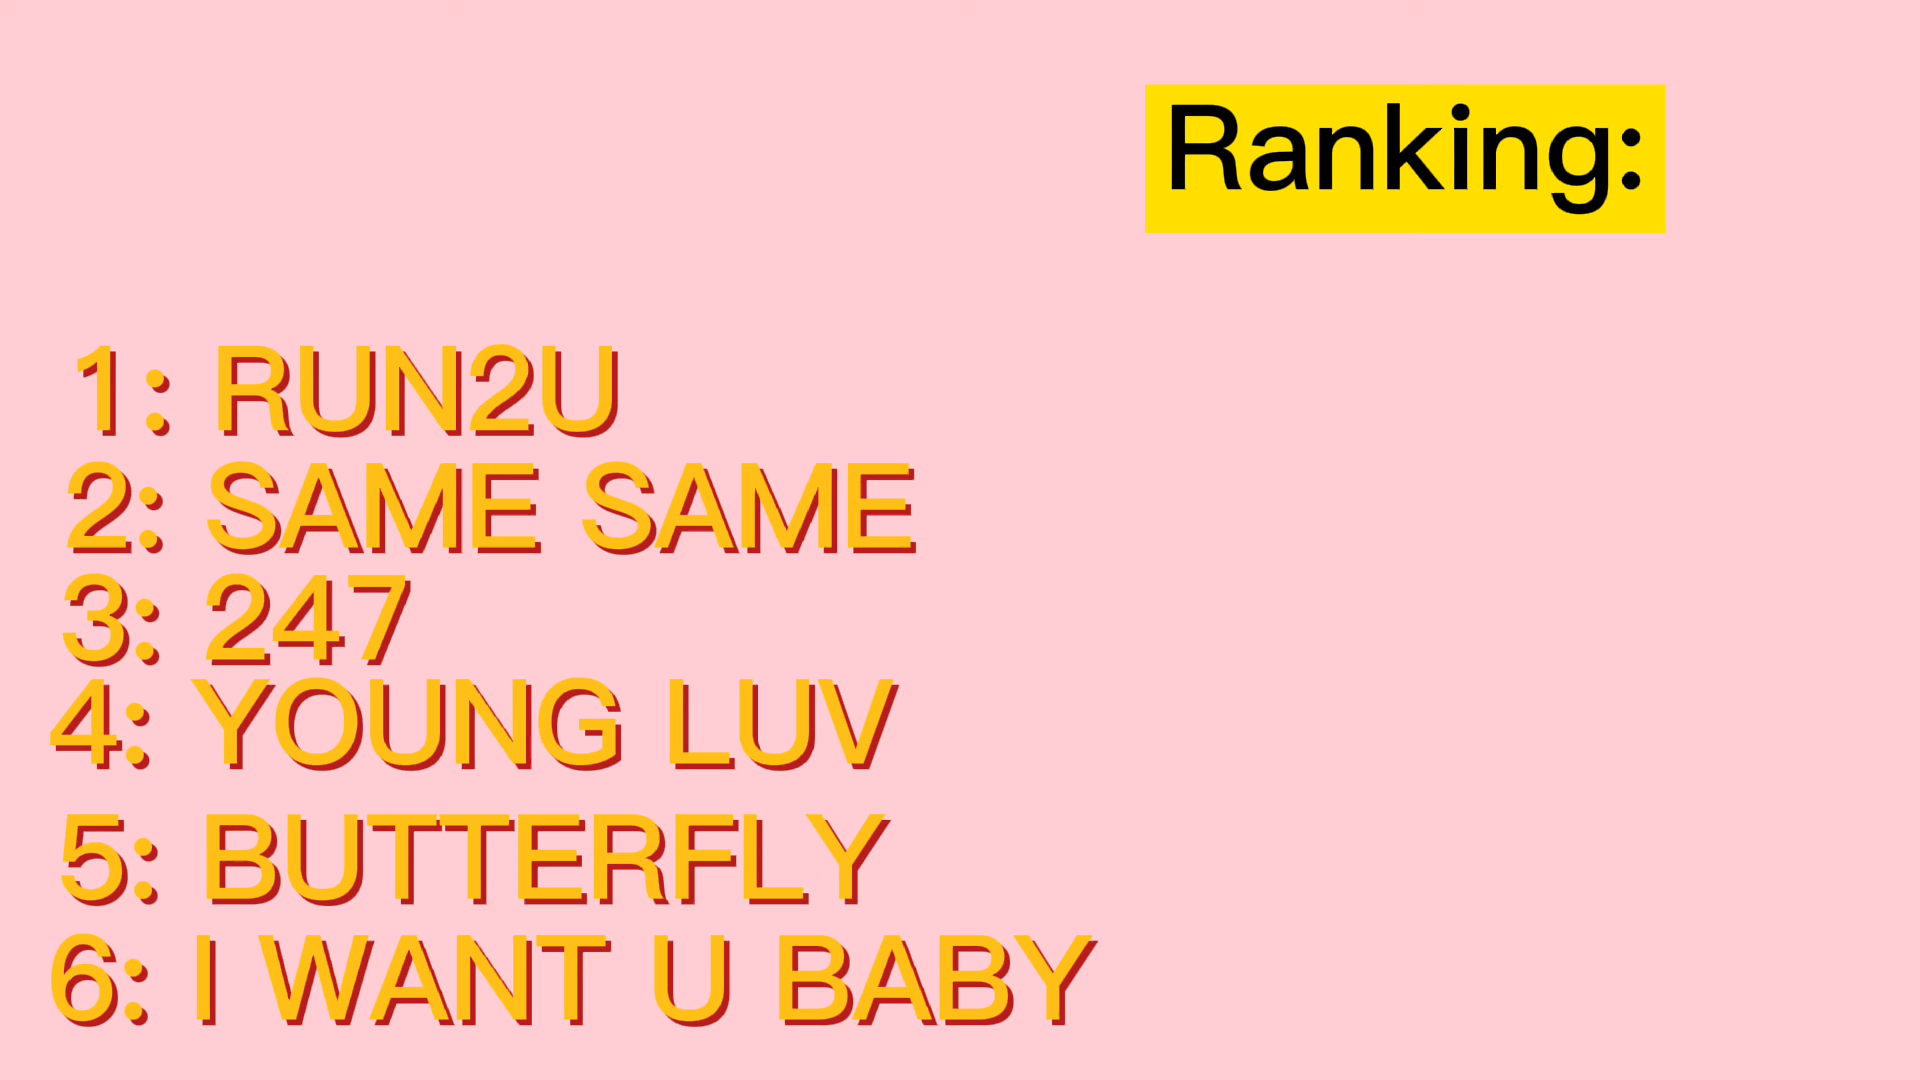 Ranking:
1: RUN2U
2: SAME SAME
3: 247
4: YOUNG LUV
5: BUTTERFLY
6: I WANT U BABY